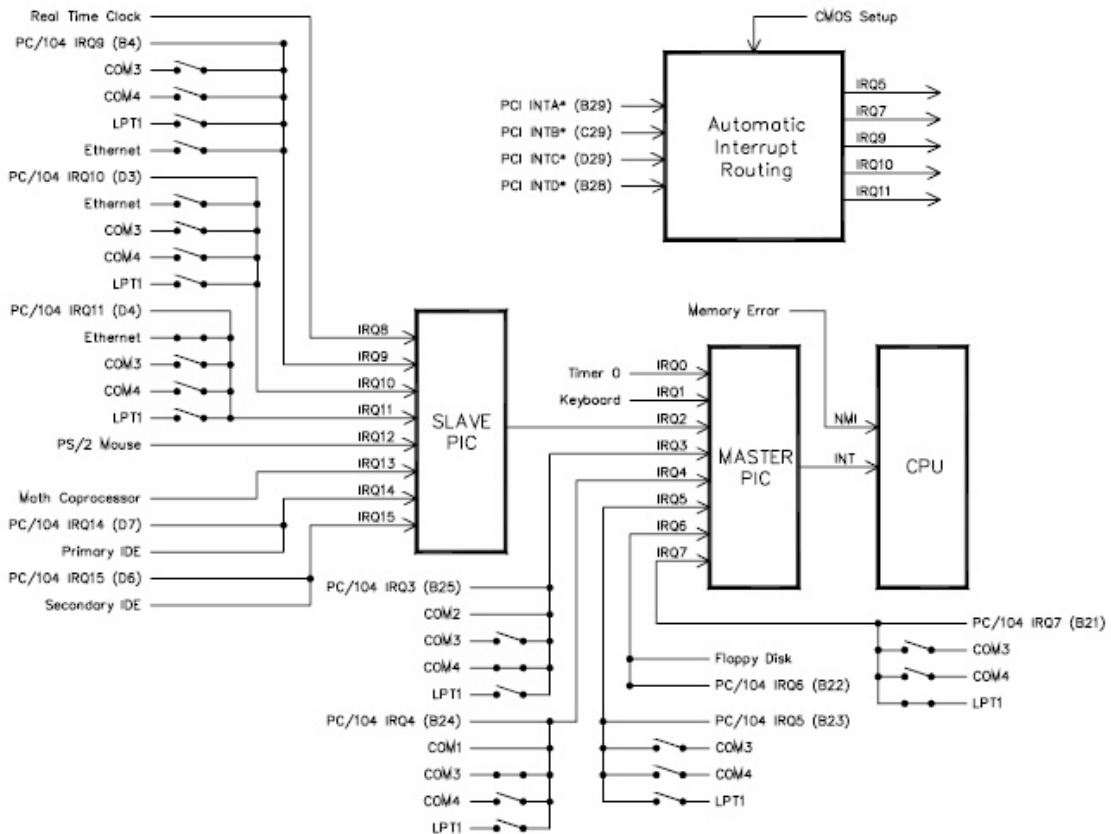 Real Time Clock
PC/104 IRQ9 (B4)
COM3
COM4
LPT1
Ethernet
PC/104 IRQ10 (D3)
Ethernet
COM3
COM4
LPT1
PC/104 IRQ11 (D4)
Ethernet
COM3
COM4
LPT1
PS/2 Mouse
Math Coprocessor
PC/104 IRQ14 (D7)
Primary IDE
PC/104 IRQ15 (D6)
Secondary IDE
IRQ8
IRQ9
IRQ10
IRQ11
IRQ12
IRQ13
IRQ14
IRQ15
SLAVE
PIC
CMOS Setup
PCI INTA* (B29)
PCI INTB* (C29)
PCI INTC* (D29)
PCI INTD* (B28)
Automatic
Interrupt
Routing
IRQ5
IRQ7
IRQ9
IRQ10
IRQ11
Memory Error
Timer 0
Keyboard
IRQ0
IRQ1
IRQ2
IRQ3
IRQ4
IRQ5
IRQ6
IRQ7
MASTER
PIC
NMI
INT
CPU
PC/104 IRQ3 (B25)
COM2
COM3
COM4
LPT1
PC/104 IRQ4 (B24)
COM1
COM3
COM4
LPT1
Floppy Disk
PC/104 IRQ6 (B22)
PC/104 IRQ5 (B23)
COM3
COM4
LPT1
PC/104 IRQ7 (B21)
COM3
COM4
LPT1